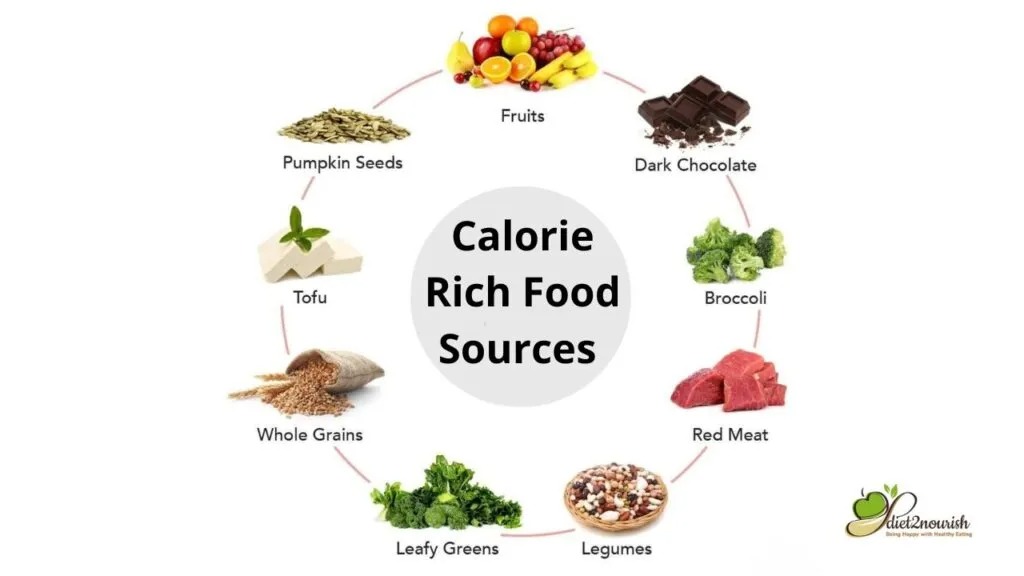 Fruits
Dark Chocolate
Pumpkin Seeds
Calorie
Rich Food
Sources
Tofu
Broccoli
Whole Grains
Red Meat
Leafy Greens
Legumes
diet2nourish
Being Happy with Healthy Eating